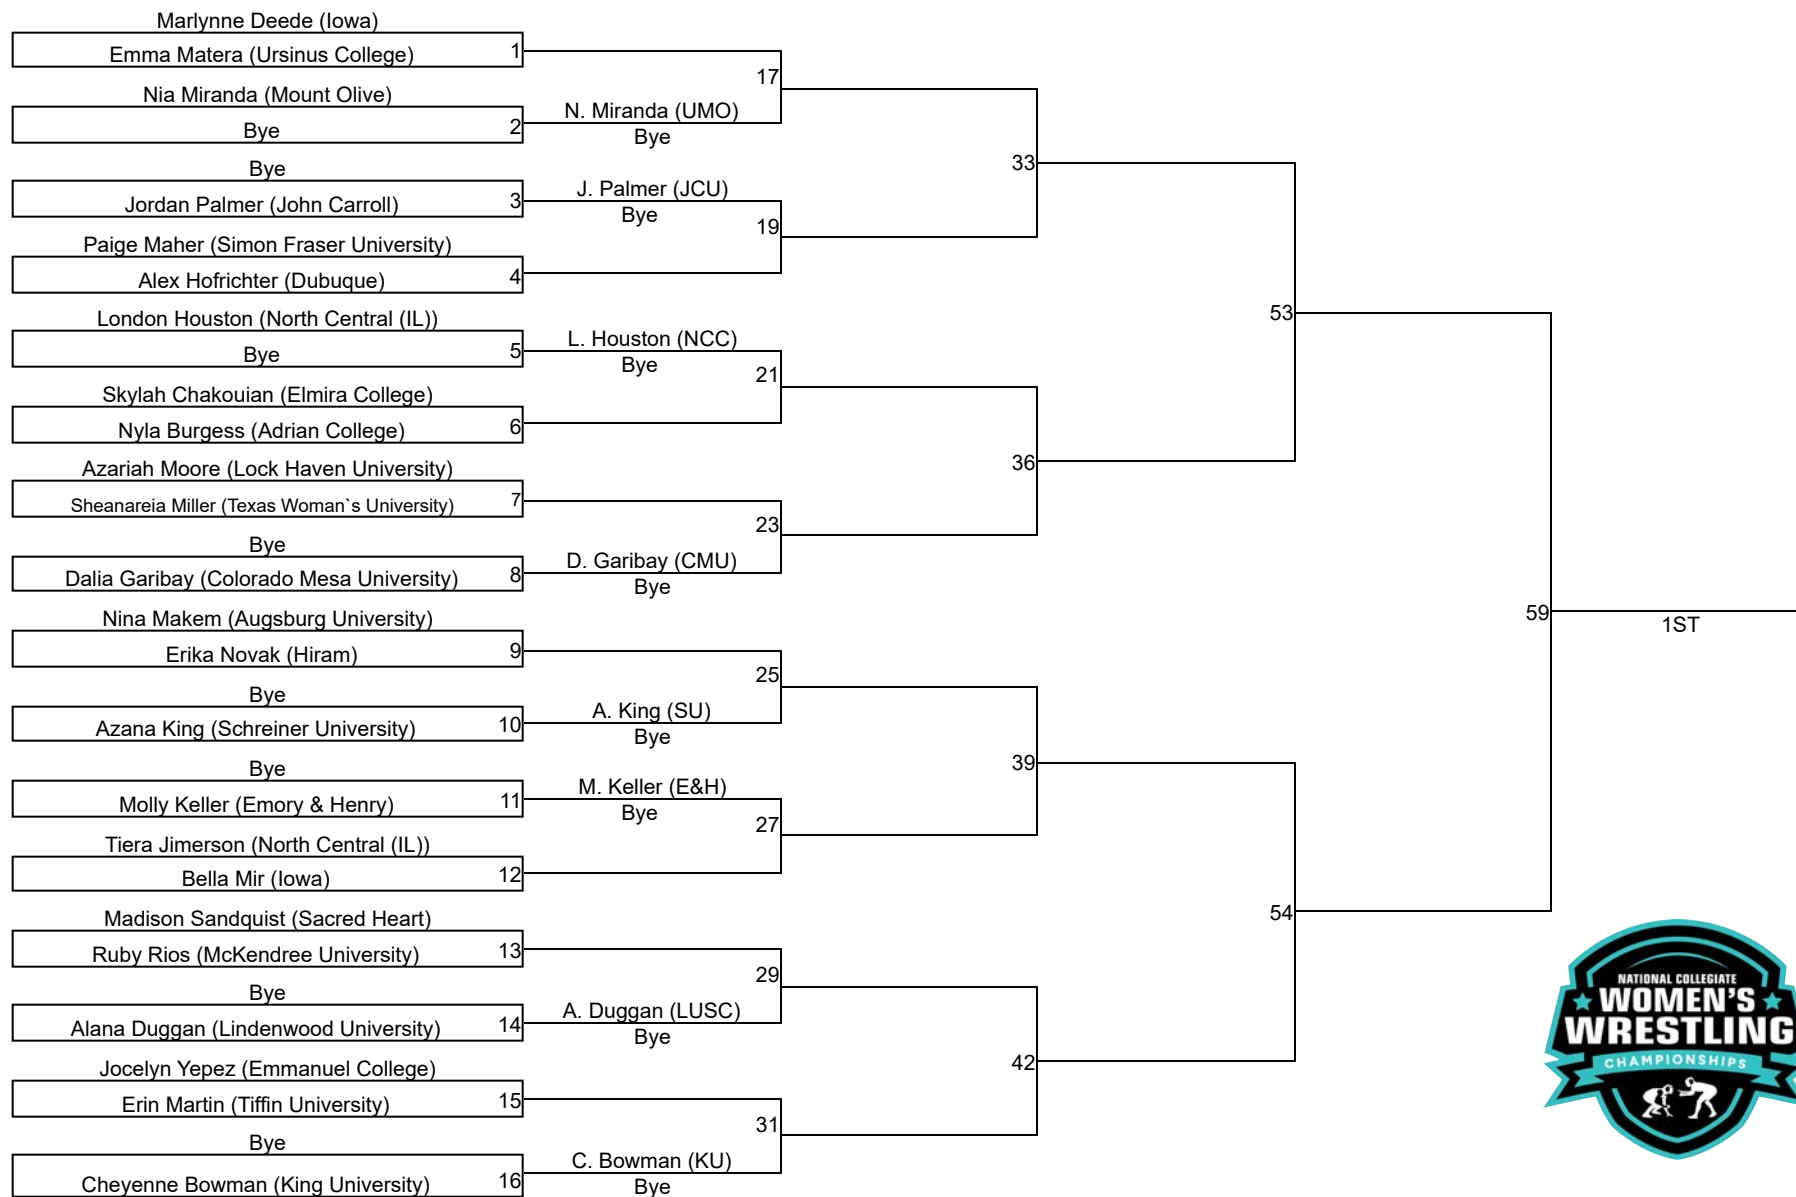 Marlynne Deede (Iowa)
Emma Matera (Ursinus College) 1
17
Nia Miranda (Mount Olive)
N. Miranda (UMO)
Bye 2
Bye
33
Bye
J. Palmer (JCU)
Jordan Palmer (John Carroll) 3
Bye
19
Paige Maher (Simon Fraser University)
Alex Hofrichter (Dubuque) 4
53
London Houston (North Central (IL))
L. Houston (NCC)
Bye 5
Bye
21
Skylah Chakouian (Elmira College)
Nyla Burgess (Adrian College) 6
36
Azariah Moore (Lock Haven University)
Sheanareia Miller (Texas Woman`s University) 7
23
Bye
D. Garibay (CMU)
Dalia Garibay (Colorado Mesa University) 8
Bye
59
1ST
Nina Makem (Augsburg University)
Erika Novak (Hiram) 9
25
Bye
A. King (SU)
Azana King (Schreiner University) 10
Bye
39
Bye
M. Keller (E&H)
Molly Keller (Emory & Henry) 11
Bye
27
Tiera Jimerson (North Central (IL))
Bella Mir (Iowa) 12
54
Madison Sandquist (Sacred Heart)
Ruby Rios (McKendree University) 13
29
Bye
A. Duggan (LUSC)
Alana Duggan (Lindenwood University) 14
Bye
42
Jocelyn Yepez (Emmanuel College)
Erin Martin (Tiffin University) 15
31
Bye
C. Bowman (KU)
Cheyenne Bowman (King University) 16
Bye
NATIONAL COLLEGIATE
WOMEN'S
WRESTLING
CHAMPIONSHIPS